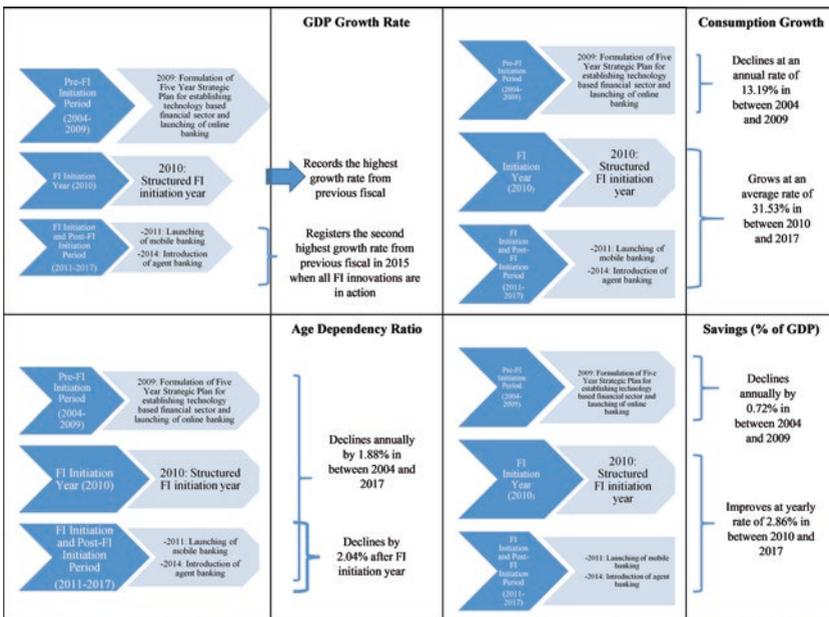 GDP Growth Rate
Pre-FI
Initiation
Period
(2004-
2009)
2009: Formulation of
Five Year Strategic
Plan for establishing
technology based
financial sector and
launching of online
banking
FI Initiation
Year (2010)
2010:
Structured FI
initiation year
Records the highest
growth rate from
previous fiscal
FI Initiation
and Post-FI
Initiation
Period
(2011-2017)
-2011: Launching
of mobile banking
-2014: Introduction
of agent banking
Registers the second
highest growth rate from
previous fiscal in 2015
when all FI innovations are
in action
Consumption Growth
Pre-FI
Initiation
Period
(2004-
2009)
2009: Formulation of Five
Year Strategic Plan for
establishing technology
based financial sector and
launching of online
banking
Declines at an
annual rate of
13.19% in
between 2004
and 2009
FI
Initiation
Year
(2010)
2010:
Structured
FI initiation
year
FI
Initiation
and Post-
FI
Initiation
Period
(2011-
2017)
-2011: Launching of
mobile banking
-2014: Introduction of
agent banking
Grows at an
average rate of
31.53% in
between 2010
and 2017
Age Dependency Ratio
Pre-FI
Initiation
Period
(2004-
2009)
2009: Formulation of Five
Year Strategic Plan for
establishing technology
based financial sector and
launching of online banking
FI Initiation
Year (2010)
2010: Structured
FI initiation year
FI Initiation
and Post-FI
Initiation
Period
(2011-2017)
-2011: Launching of
mobile banking
-2014: Introduction of
agent banking
Declines annually
by 1.88% in
between 2004 and
2017
Declines by
2.04% after FI
initiation year
Savings (% of GDP)
Pre-FI
Initiation
Period
(2004-
2009)
2009: Formulation of Five
Year Strategic Plan for
establishing technology
based financial sector and
launching of online
banking
Declines
annually by
0.72% in
between 2004
and 2009
FI
Initiation
Year
(2010)
2010:
Structured
FI initiation
year
FI
Initiation
and Post-
FI
Initiation
Period
(2011-
2017)
-2011: Launching of mobile
banking
-2014: Introduction of agent
banking
Improves at yearly
rate of 2.86% in
between 2010 and
2017